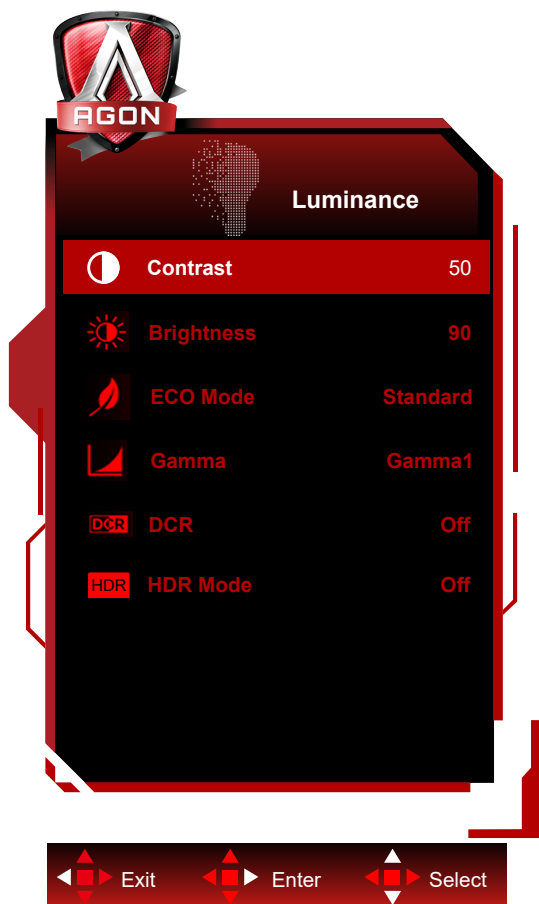 AGON
Luminance
Contrast 50
Brightness 90
ECO Mode Standard
Gamma Gamma1
DCR DCR Off
HDR HDR Mode Off
Exit Enter Select